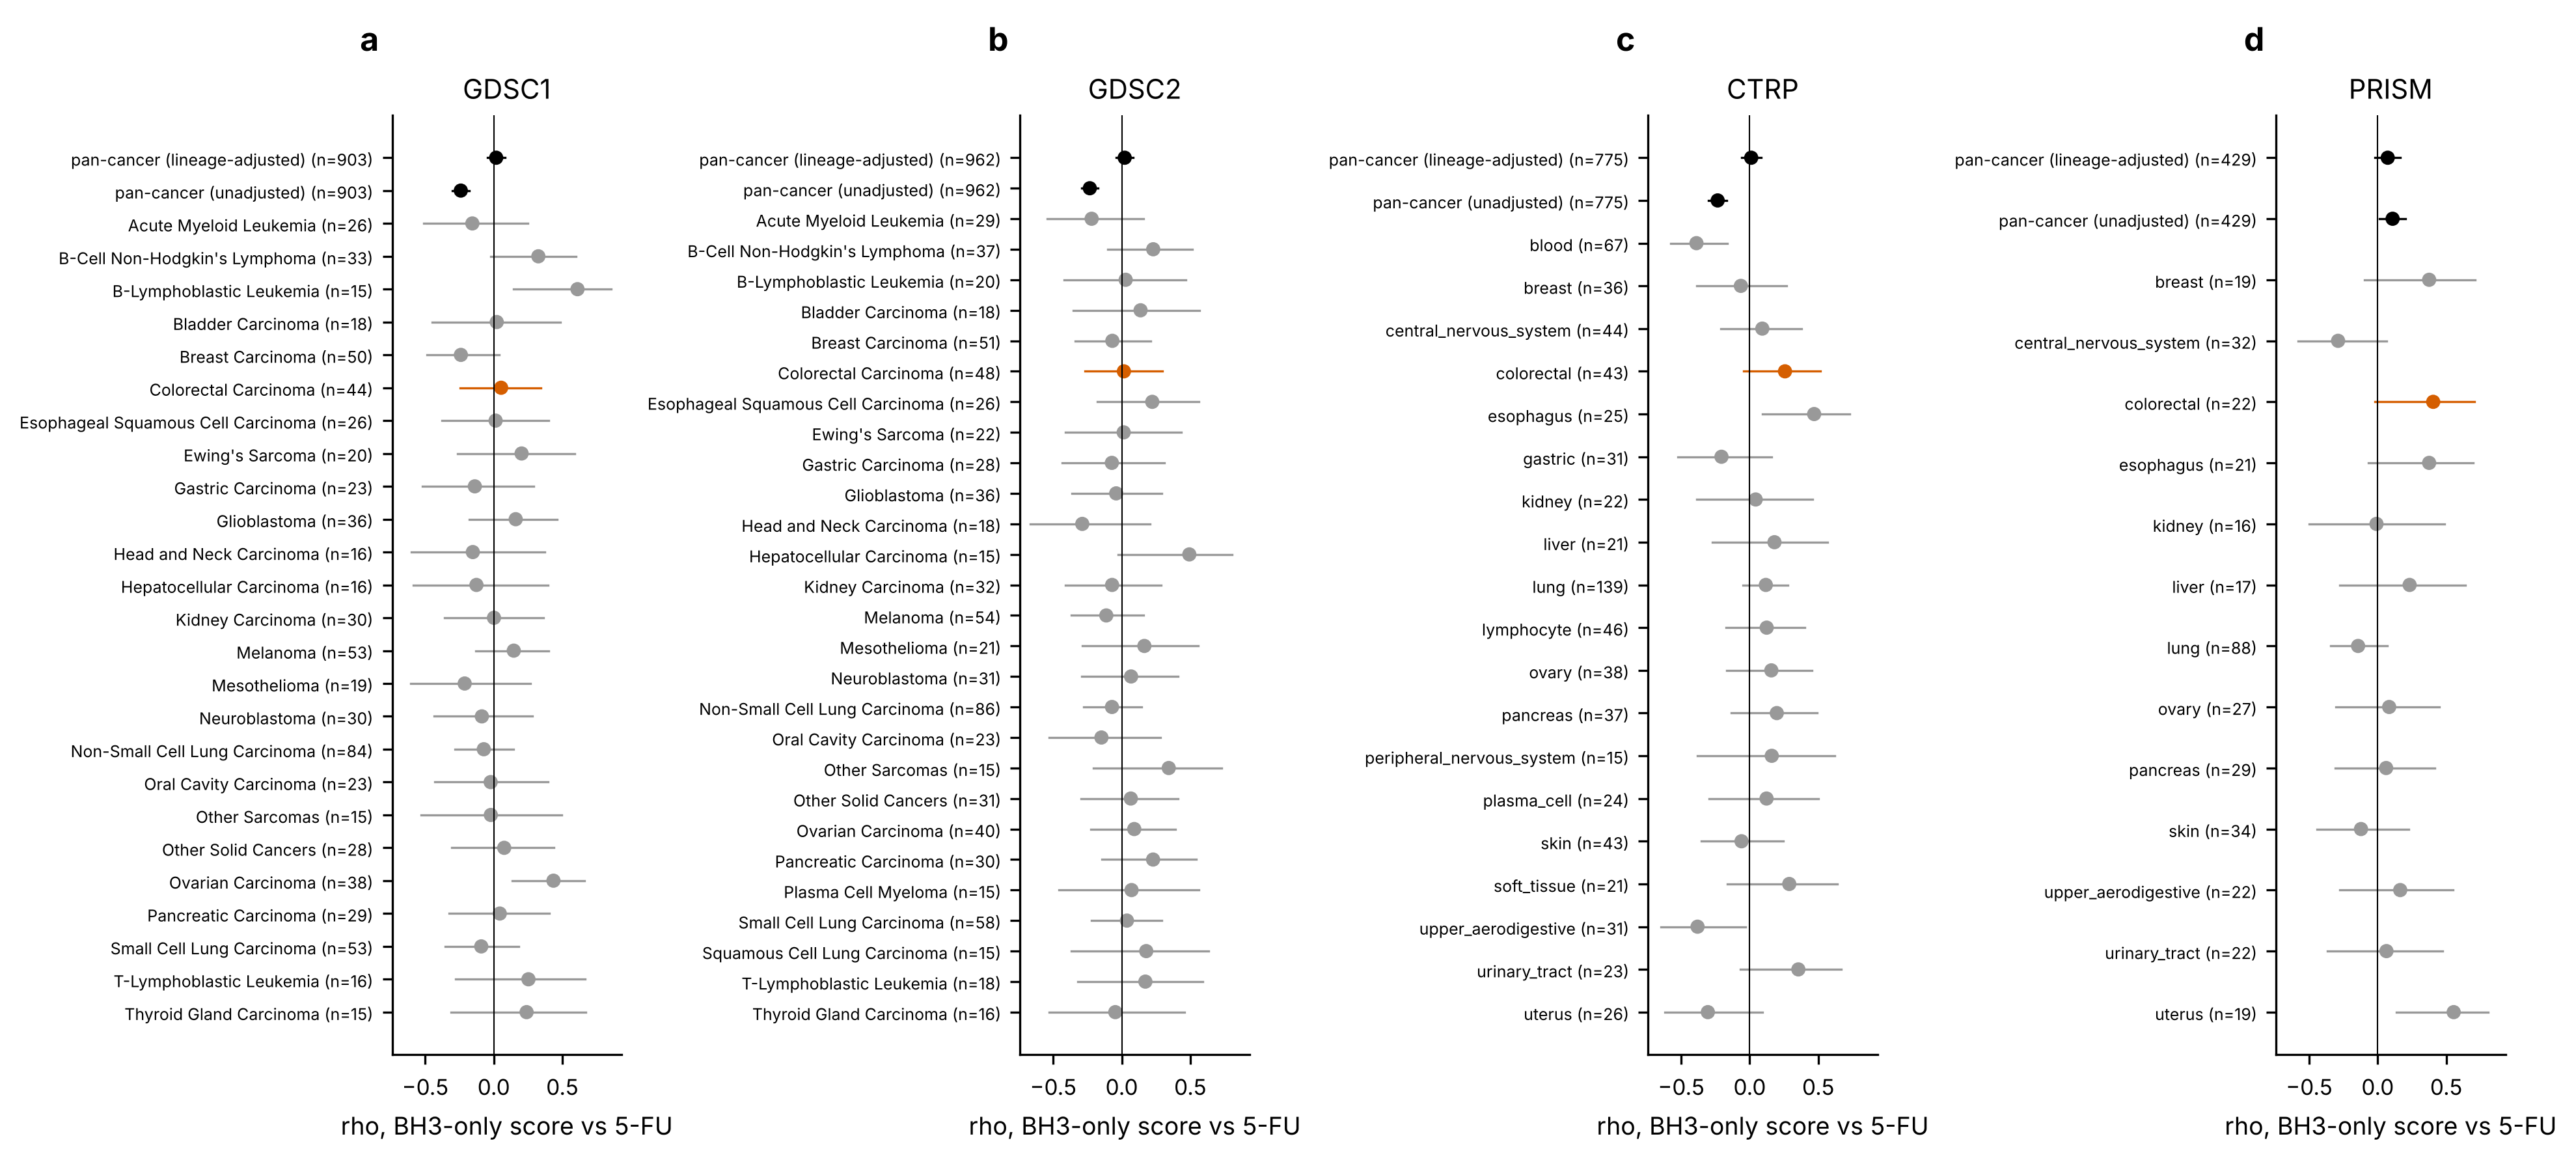 a
GDSC1
pan-cancer (lineage-adjusted) (n=903)
pan-cancer (unadjusted) (n=903)
Acute Myeloid Leukemia (n=26)
B-Cell Non-Hodgkin's Lymphoma (n=33)
B-Lymphoblastic Leukemia (n=15)
Bladder Carcinoma (n=18)
Breast Carcinoma (n=50)
Colorectal Carcinoma (n=44)
Esophageal Squamous Cell Carcinoma (n=26)
Ewing's Sarcoma (n=20)
Gastric Carcinoma (n=23)
Glioblastoma (n=36)
Head and Neck Carcinoma (n=16)
Hepatocellular Carcinoma (n=16)
Kidney Carcinoma (n=30)
Melanoma (n=53)
Mesothelioma (n=19)
Neuroblastoma (n=30)
Non-Small Cell Lung Carcinoma (n=84)
Oral Cavity Carcinoma (n=23)
Other Sarcomas (n=15)
Other Solid Cancers (n=28)
Ovarian Carcinoma (n=38)
Pancreatic Carcinoma (n=29)
Small Cell Lung Carcinoma (n=53)
T-Lymphoblastic Leukemia (n=16)
Thyroid Gland Carcinoma (n=15)
−0.5 0.0 0.5
rho, BH3-only score vs 5-FU
b
GDSC2
pan-cancer (lineage-adjusted) (n=962)
pan-cancer (unadjusted) (n=962)
Acute Myeloid Leukemia (n=29)
B-Cell Non-Hodgkin's Lymphoma (n=37)
B-Lymphoblastic Leukemia (n=20)
Bladder Carcinoma (n=18)
Breast Carcinoma (n=51)
Colorectal Carcinoma (n=48)
Esophageal Squamous Cell Carcinoma (n=26)
Ewing's Sarcoma (n=22)
Gastric Carcinoma (n=28)
Glioblastoma (n=36)
Head and Neck Carcinoma (n=18)
Hepatocellular Carcinoma (n=15)
Kidney Carcinoma (n=32)
Melanoma (n=54)
Mesothelioma (n=21)
Neuroblastoma (n=31)
Non-Small Cell Lung Carcinoma (n=86)
Oral Cavity Carcinoma (n=23)
Other Sarcomas (n=15)
Other Solid Cancers (n=31)
Ovarian Carcinoma (n=40)
Pancreatic Carcinoma (n=30)
Plasma Cell Myeloma (n=15)
Small Cell Lung Carcinoma (n=58)
Squamous Cell Lung Carcinoma (n=15)
T-Lymphoblastic Leukemia (n=18)
Thyroid Gland Carcinoma (n=16)
−0.5 0.0 0.5
rho, BH3-only score vs 5-FU
c
CTRP
pan-cancer (lineage-adjusted) (n=775)
pan-cancer (unadjusted) (n=775)
blood (n=67)
breast (n=36)
central_nervous_system (n=44)
colorectal (n=43)
esophagus (n=25)
gastric (n=31)
kidney (n=22)
liver (n=21)
lung (n=139)
lymphocyte (n=46)
ovary (n=38)
pancreas (n=37)
peripheral_nervous_system (n=15)
plasma_cell (n=24)
skin (n=43)
soft_tissue (n=21)
upper_aerodigestive (n=31)
urinary_tract (n=23)
uterus (n=26)
−0.5 0.0 0.5
rho, BH3-only score vs 5-FU
d
PRISM
pan-cancer (lineage-adjusted) (n=429)
pan-cancer (unadjusted) (n=429)
breast (n=19)
central_nervous_system (n=32)
colorectal (n=22)
esophagus (n=21)
kidney (n=16)
liver (n=17)
lung (n=88)
ovary (n=27)
pancreas (n=29)
skin (n=34)
upper_aerodigestive (n=22)
urinary_tract (n=22)
uterus (n=19)
−0.5 0.0 0.5
rho, BH3-only score vs 5-FU